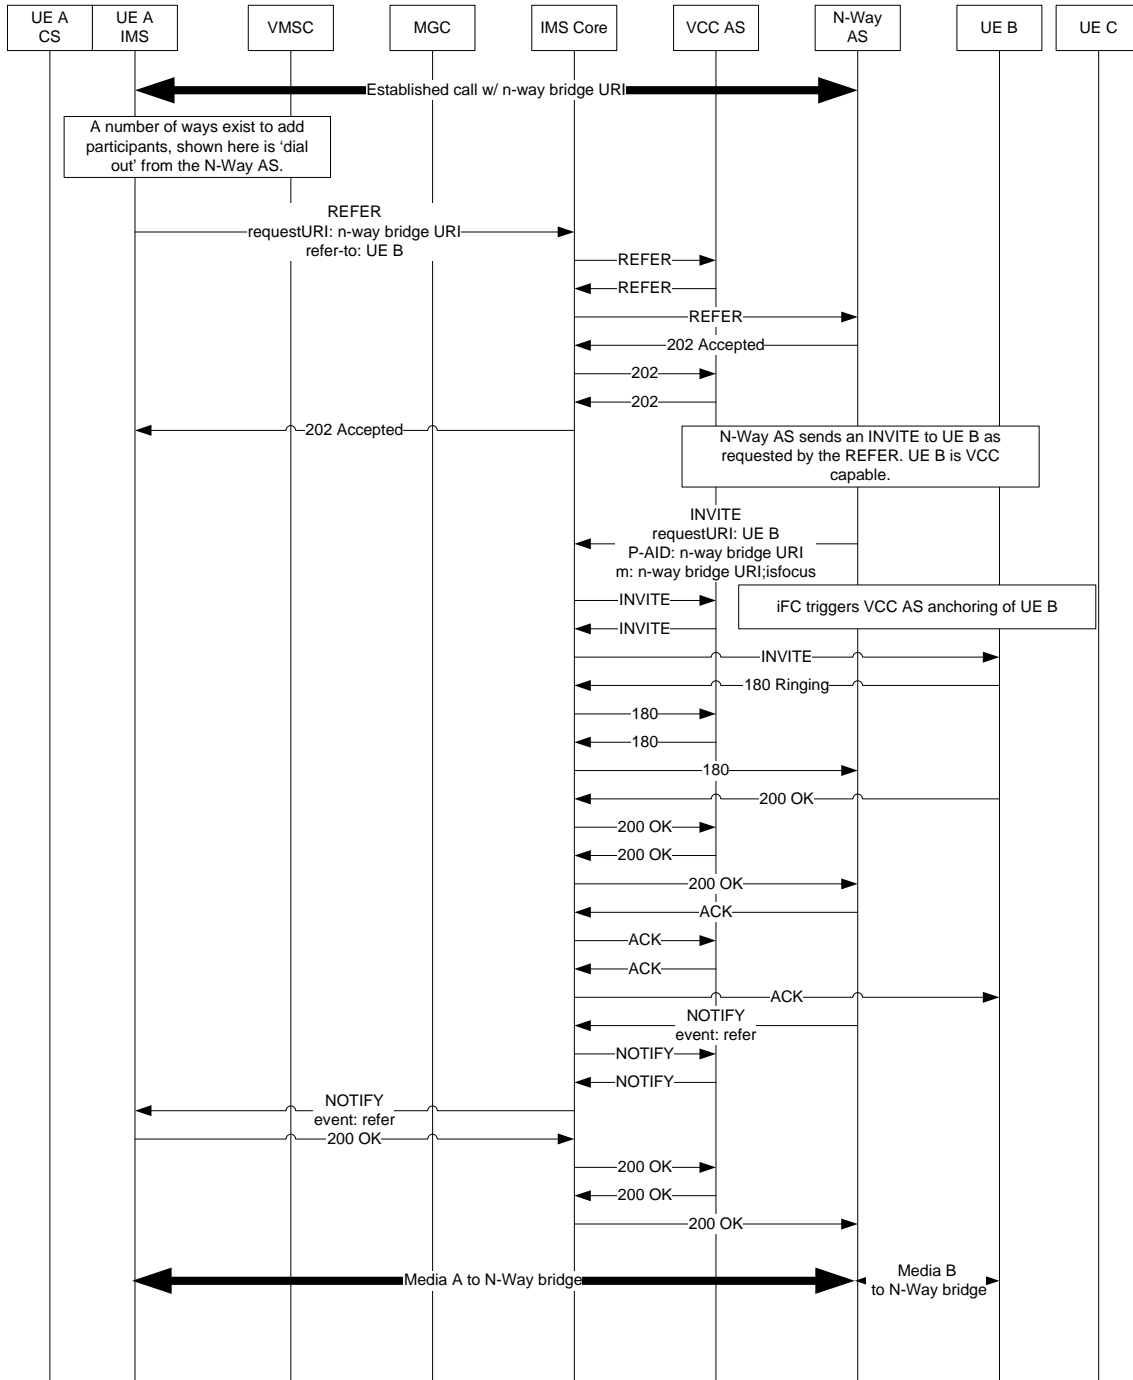 UE A
CS
UE A
IMS
VMSC
MGC
IMS Core
VCC AS
N-Way
AS
UE B
UE C
Established call w/ n-way bridge URI
A number of ways exist to add
participants, shown here is ‘dial
out’ from the N-Way AS.
REFER
requestURI: n-way bridge URI
refer-to: UE B
REFER
REFER
REFER
202 Accepted
202
202
202 Accepted
N-Way AS sends an INVITE to UE B as
requested by the REFER. UE B is VCC
capable.
INVITE
requestURI: UE B
P-AID: n-way bridge URI
m: n-way bridge URI;isfocus
INVITE
iFC triggers VCC AS anchoring of UE B
INVITE
INVITE
180 Ringing
180
180
180
200 OK
200 OK
200 OK
200 OK
ACK
ACK
ACK
ACK
NOTIFY
event: refer
NOTIFY
NOTIFY
NOTIFY
event: refer
200 OK
200 OK
200 OK
200 OK
Media A to N-Way bridge
Media B
to N-Way bridge